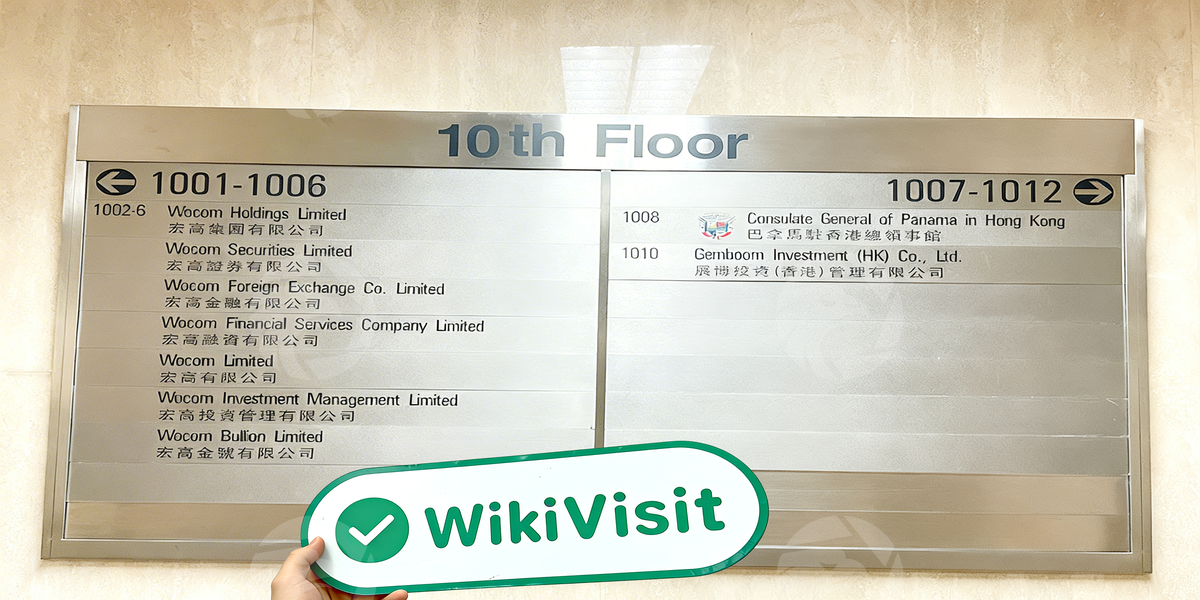 10th Floor
1001-1006
1002-6 Wocom Holdings Limited
宏高集團有限公司
Wocom Securities Limited
宏高證券有限公司
Wocom Foreign Exchange Co. Limited
宏高金融有限公司
Wocom Financial Services Company Limited
宏高融資有限公司
Wocom Limited
宏高有限公司
Wocom Investment Management Limited
宏高投資管理有限公司
Wocom Bullion Limited
宏高金號有限公司
1007-1012
1008 Consulate General of Panama in Hong Kong
巴拿馬駐香港總領事館
1010 Gemboom Investment (HK) Co., Ltd.
展博投資(香港)管理有限公司
WikiVisit